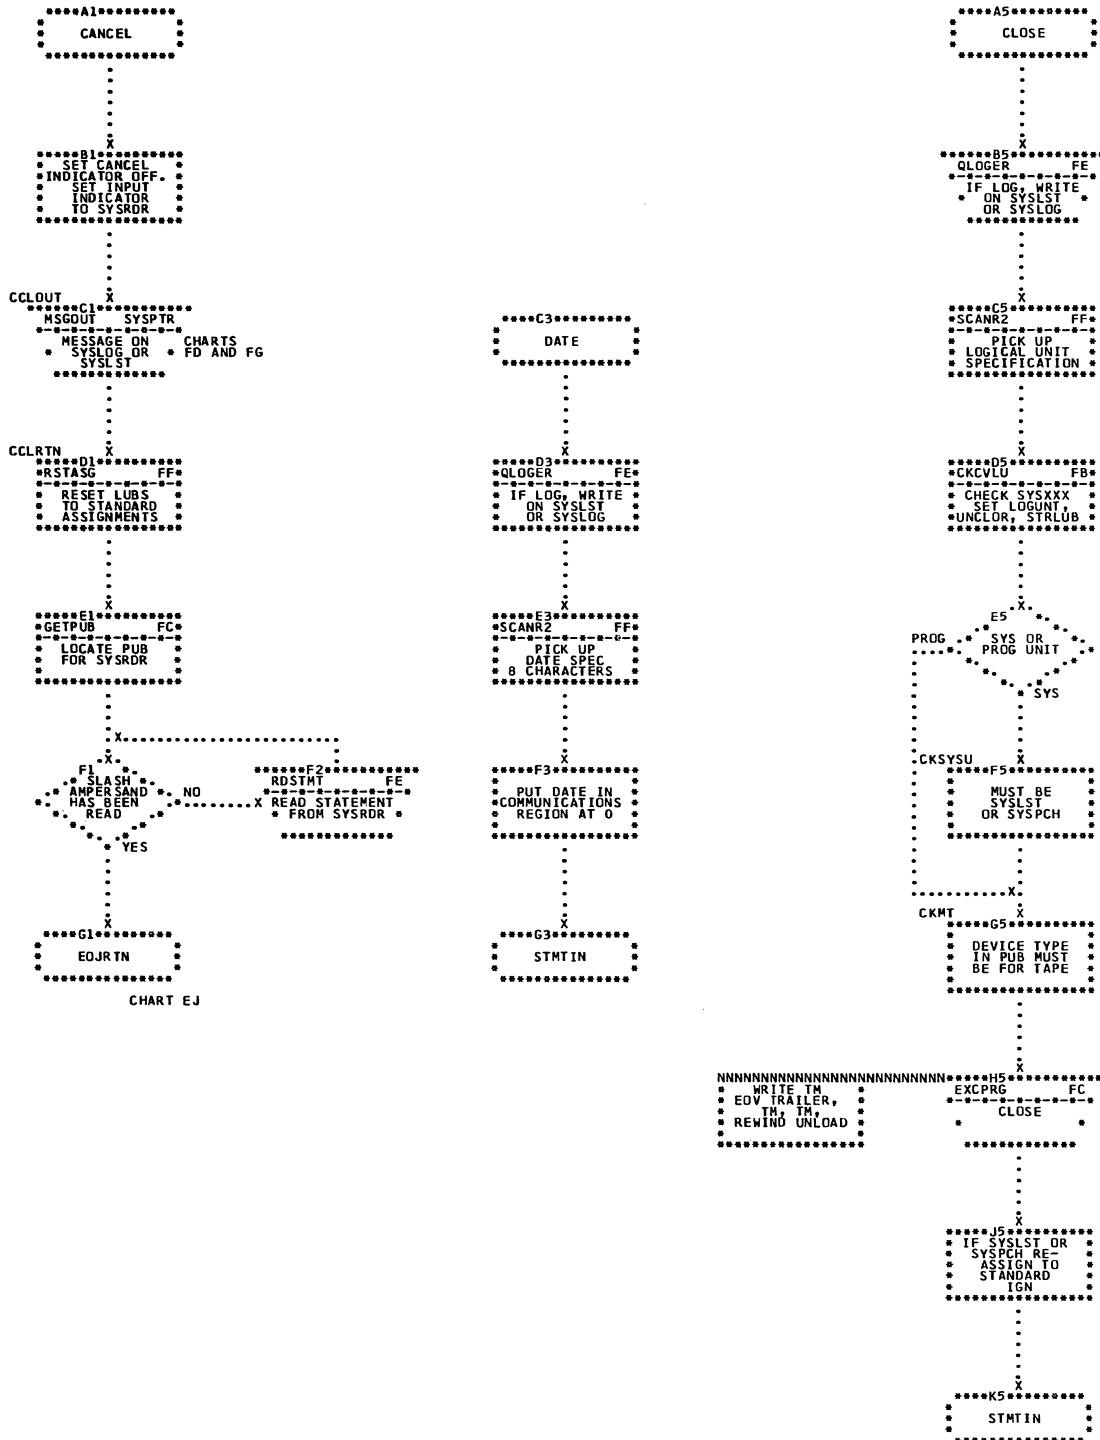 A1
CANCEL
B1
SET CANCEL
INDICATOR OFF.
SET INPUT
INDICATOR
TO SYSRDR
CCLOUT
C1
MSGOUT SYSPTR
MESSAGE ON
SYSLOG OR
SYSLST
CHARTS
FD AND FG
CCLRTN
D1
RSTASG FF
RESET LUBS
TO STANDARD
ASSIGNMENTS
E1
GETPUB FC
LOCATE PUB
FOR SYSRDR
F1
SLASH
AMPERSAND
HAS BEEN
READ
NO
YES
F2
RDSTMT FE
READ STATEMENT
FROM SYSRDR
G1
EOJRTN
CHART EJ
C3
DATE
D3
QLOGER FE
IF LOG, WRITE
ON SYSLST
OR SYSLOG
E3
SCANR2 FF
PICK UP
DATE SPEC
8 CHARACTERS
F3
PUT DATE IN
COMMUNICATIONS
REGION AT 0
G3
STMTIN
A5
CLOSE
B5
QLOGER FE
IF LOG, WRITE
ON SYSLST
OR SYSLOG
C5
SCANR2 FF
PICK UP
LOGICAL UNIT
SPECIFICATION
D5
CKCVLU FB
CHECK SYSXXX
SET LOGUNT,
UNCLOR, STRLUB
E5
SYS OR
PROG UNIT
PROG
SYS
CKSYSU
F5
MUST BE
SYSLST
OR SYSPCH
CKMT
G5
DEVICE TYPE
IN PUB MUST
BE FOR TAPE
NNNNNNNNNNNNNNNNNNNNNNNNN
WRITE TM
EOV TRAILER,
TM, TM,
REWIND UNLOAD
H5
EXCPRG FC
CLOSE
J5
IF SYSLST OR
SYSPCH RE-
ASSIGN TO
STANDARD
IGN
K5
STMTIN